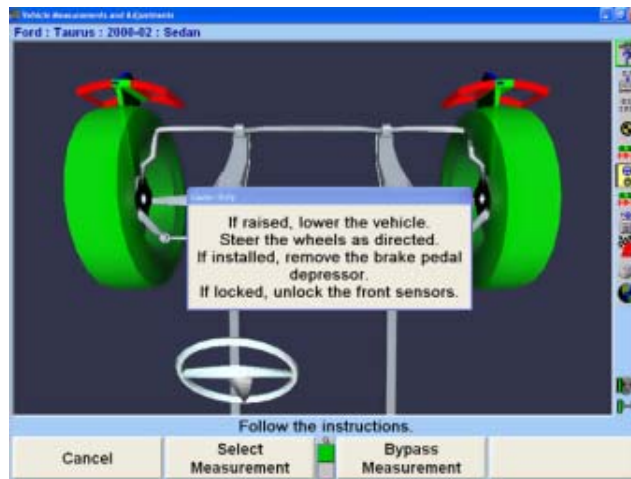 Vehicle Measurements and Adjustments
Ford : Taurus : 2000-02 : Sedan
If raised, lower the vehicle.
Steer the wheels as directed.
If installed, remove the brake pedal
depressor.
If locked, unlock the front sensors.
Follow the instructions.
Cancel
Select
Measurement
Bypass
Measurement